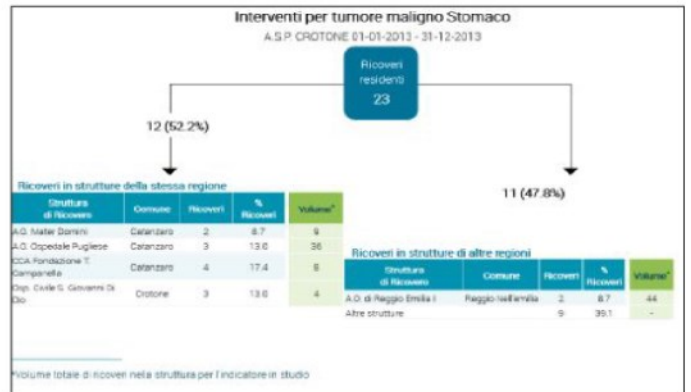 Interventi per tumore maligno Stomaco
A.S.P. CROTONE 01-01-2013 - 31-12-2013
Ricoveri
residenti
23
12 (52.2%)
11 (47.8%)
Ricoveri in strutture della stessa regione
Struttura di Ricovero Comune Ricoveri % Ricoveri Volume*
A.O. Mater Domini Catanzaro 2 8.7 9
A.O. Ospedale Pugliese Catanzaro 3 13.0 36
CCA Fondazione T.
Campanella Catanzaro 4 17.4 6
Osp. Civile S. Giovanni Di
Dio Crotone 3 13.0 4
Ricoveri in strutture di altre regioni
Struttura di Ricovero Comune Ricoveri % Ricoveri Volume*
A.O. di Reggio Emilia I Reggio nell'emilia 2 8.7 44
Altre strutture 9 39.1 -
*Volume totale di ricoveri nella struttura per l'indicatore in studio